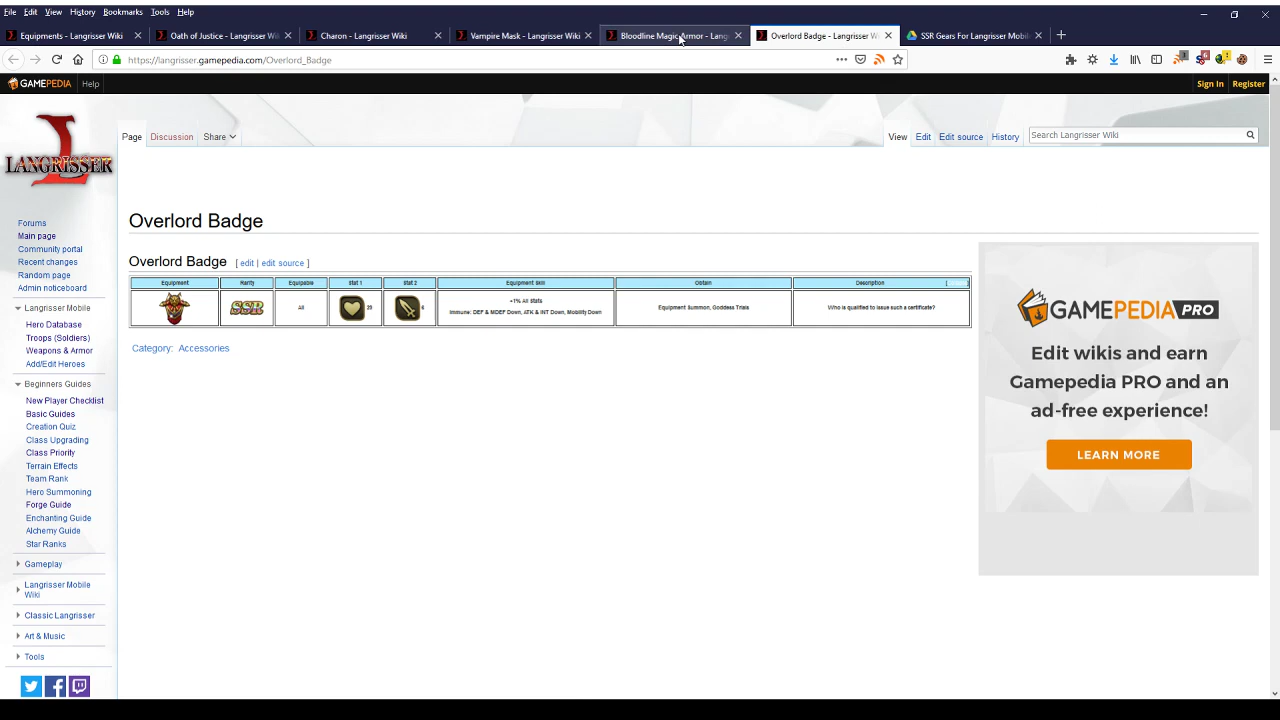 File Edit View History Bookmarks Tools Help
Equipments - Langrisser Wiki Oath of Justice - Langrisser Wi Charon - Langrisser Wiki Vampire Mask - Langrisser Wiki Bloodline Magic Armor - Lang Overlord Badge - Langrisser W SSR Gears For Langrisser Mobil
https://langrisser.gamepedia.com/Overlord_Badge
GAMEPEDIA Help Sign In Register
LANGRISSER
Page Discussion Share View Edit Edit source History Search Langrisser Wiki
Overlord Badge
Overlord Badge [ edit | edit source ]
Equipment Rarity Equipable Stat 1 Stat 2 Equipment Skill Obtain Description
SSR All +1% All Stats
Immune: DEF & MDEF Down, ATK & INT Down, Mobility Down Equipment Summon, Goddess Trials Who is qualified to issue such a certificate?
Category: Accessories
Forums
Main page
Community portal
Recent changes
Random page
Admin noticeboard
Langrisser Mobile
Hero Database
Troops (Soldiers)
Weapons & Armor
Add/Edit Heroes
Beginners Guides
New Player Checklist
Basic Guides
Creation Quiz
Class Upgrading
Class Priority
Terrain Effects
Team Rank
Hero Summoning
Forge Guide
Enchanting Guide
Alchemy Guide
Star Ranks
Gameplay
Langrisser Mobile
Wiki
Classic Langrisser
Art & Music
Tools
GAMEPEDIA PRO
Edit wikis and earn
Gamepedia PRO and an
ad-free experience!
LEARN MORE